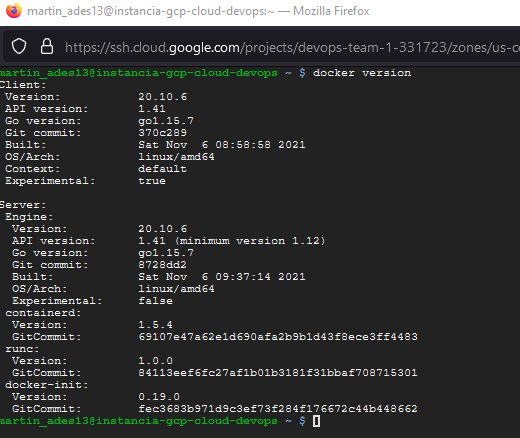 martin_ades13@instancia-gcp-cloud-devops:~ — Mozilla Firefox
https://ssh.cloud.google.com/projects/devops-team-1-331723/zones/us-ce
martin_ades13@instancia-gcp-cloud-devops ~ $ docker version
Client:
Version: 20.10.6
API version: 1.41
Go version: go1.15.7
Git commit: 370c289
Built: Sat Nov 6 08:58:58 2021
OS/Arch: linux/amd64
Context: default
Experimental: true
Server:
Engine:
Version: 20.10.6
API version: 1.41 (minimum version 1.12)
Go version: go1.15.7
Git commit: 8728dd2
Built: Sat Nov 6 09:37:14 2021
OS/Arch: linux/amd64
Experimental: false
containerd:
Version: 1.5.4
GitCommit: 69107e47a62e1d690afa2b9b1d43f8ece3ff4483
runc:
Version: 1.0.0
GitCommit: 84113eef6fc27af1b01b3181f31bbaf708715301
docker-init:
Version: 0.19.0
GitCommit: fec3683b971d9c3ef73f284f176672c44b448662
martin_ades13@instancia-gcp-cloud-devops ~ $